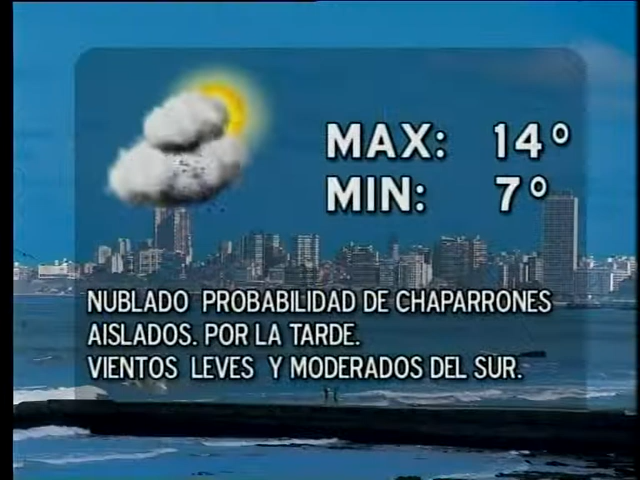 MAX: 14°
MIN: 7°
NUBLADO PROBABILIDAD DE CHAPARRONES
AISLADOS. POR LA TARDE.
VIENTOS LEVES Y MODERADOS DEL SUR.